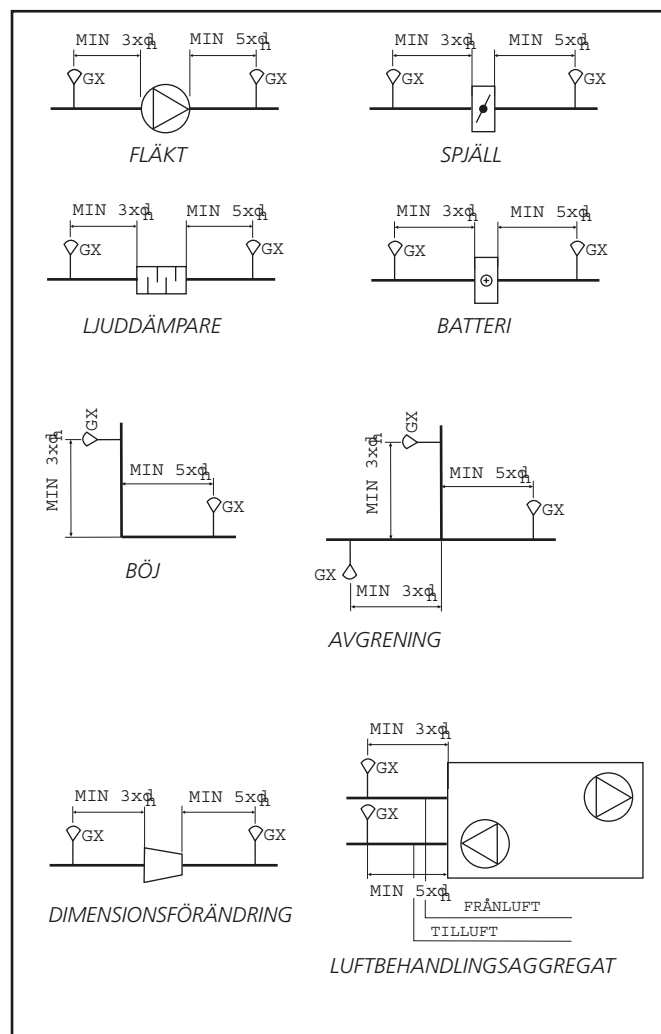 MIN 3xdh MIN 5xdh
GX GX
FLÄKT
MIN 3xdh MIN 5xdh
GX GX
SPJÄLL
MIN 3xdh MIN 5xdh
GX GX
LJUDDÄMPARE
MIN 3xdh MIN 5xdh
GX GX
BATTERI
GX
MIN 3xdh
MIN 5xdh
GX
BÖJ
GX
MIN 3xdh
MIN 5xdh
GX
GX
MIN 3xdh
AVGRENING
MIN 3xdh MIN 5xdh
GX GX
DIMENSIONSFÖRÄNDRING
MIN 3xdh
GX
GX
MIN 5xdh
FRÅNLUFT
TILLUFT
LUFTBEHANDLINGSAGGREGAT